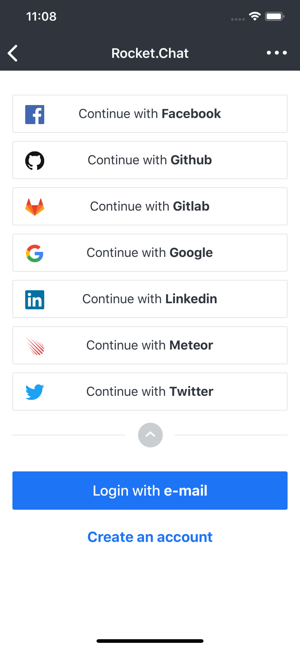 11:08
Rocket.Chat
Continue with Facebook
Continue with Github
Continue with Gitlab
Continue with Google
Continue with Linkedin
Continue with Meteor
Continue with Twitter
Login with e-mail
Create an account